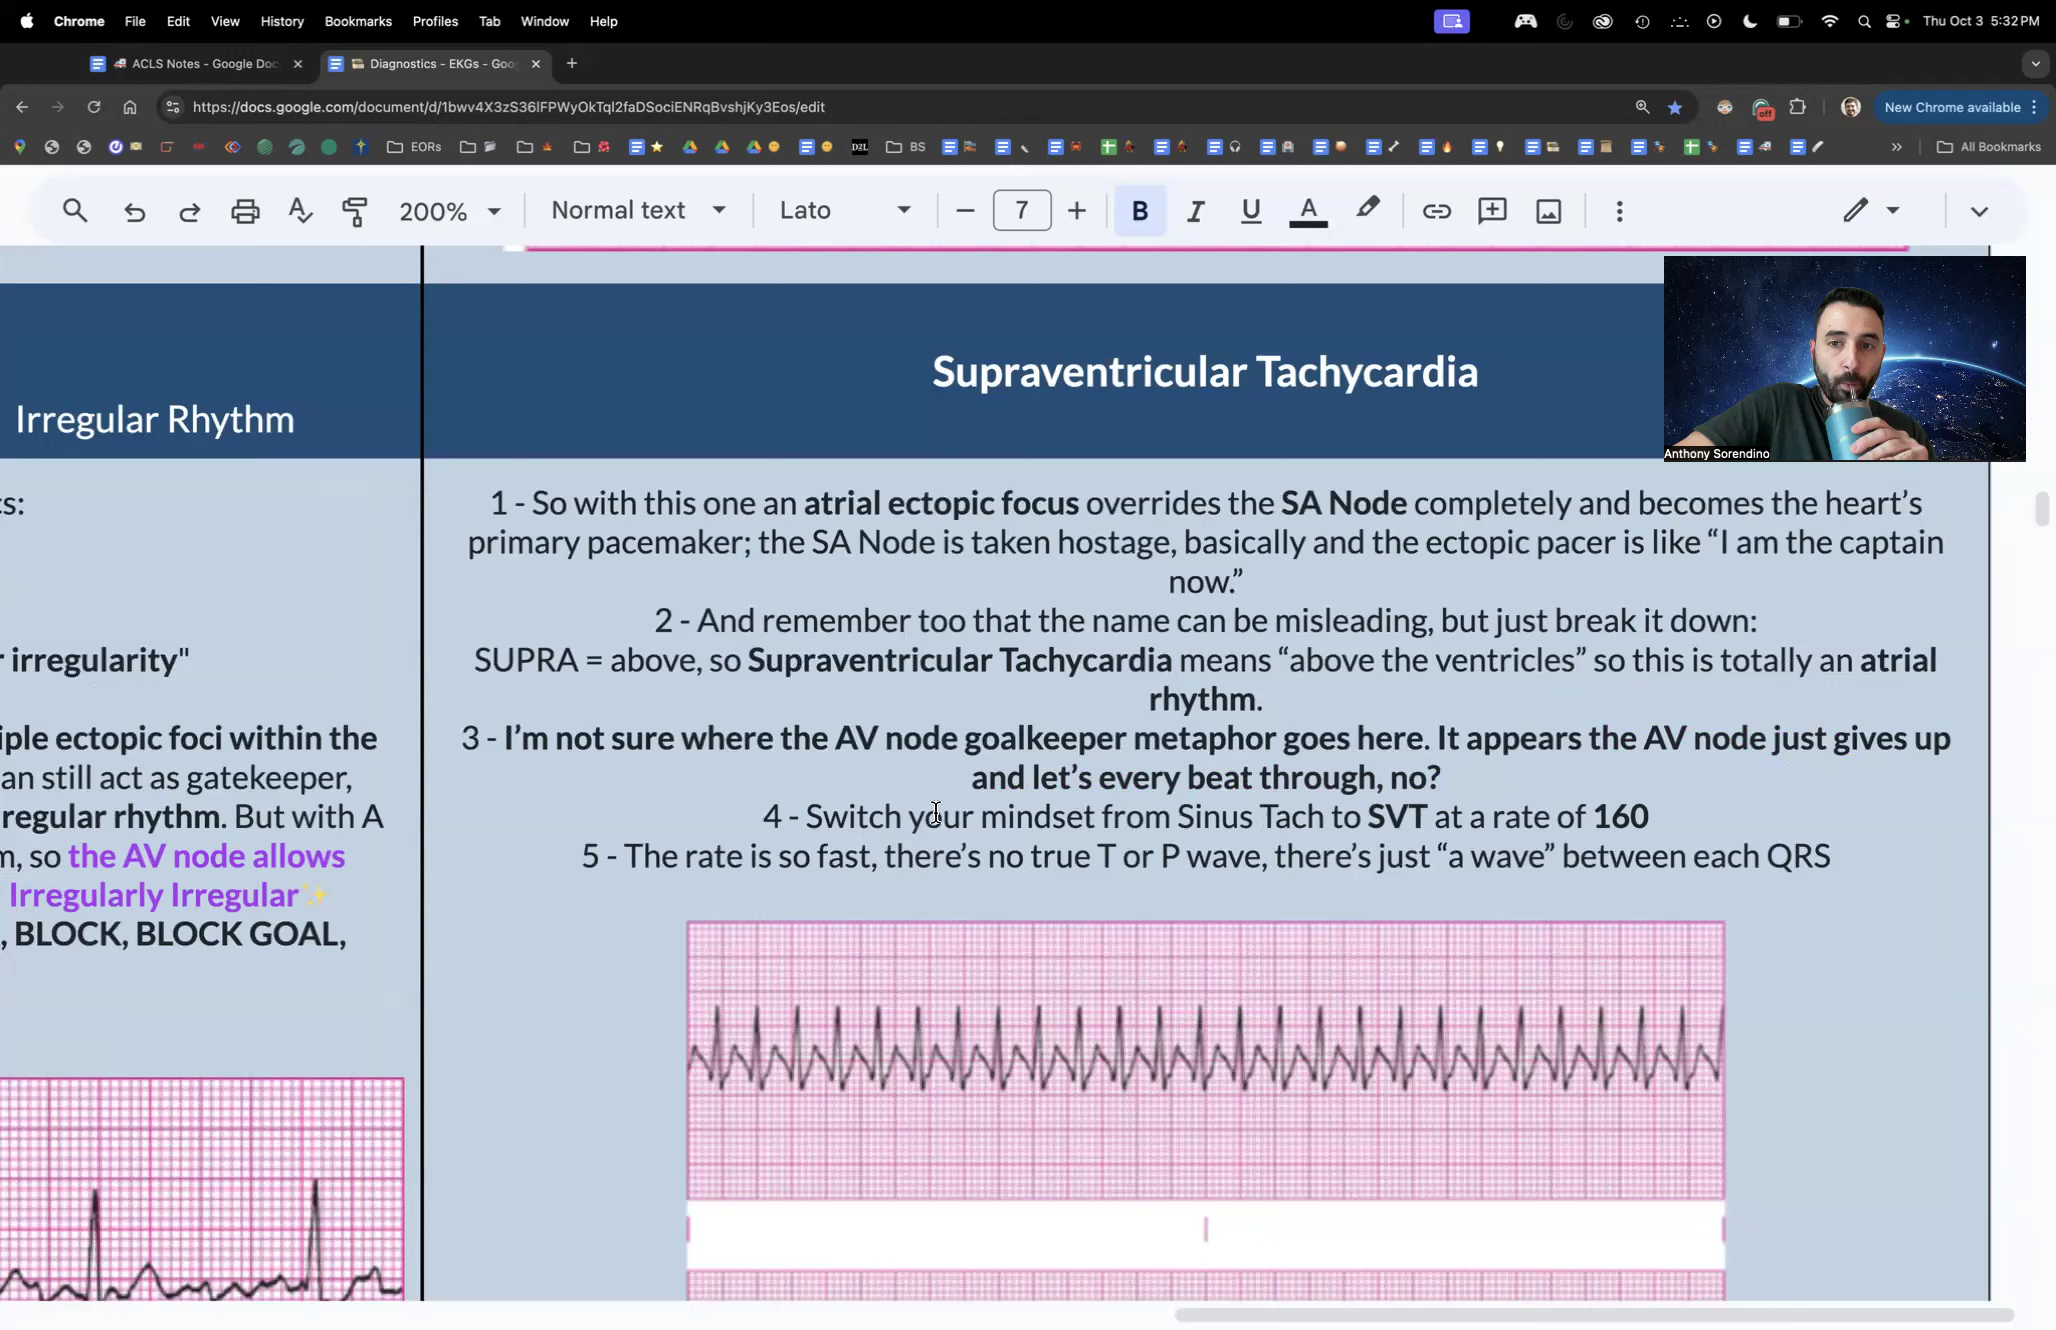 Chrome File Edit View History Bookmarks Profiles Tab Window Help Thu Oct 3 5:32 PM
ACLS Notes - Google Doc Diagnostics - EKGs - Goo
https://docs.google.com/document/d/1bwv4X3zS36lFPWyOkTql2faDSociENRqBvshjKy3Eos/edit off New Chrome available
EORs D2L BS All Bookmarks
200% Normal text Lato 7 B I U A
Supraventricular Tachycardia
Irregular Rhythm
Anthony Sorendino
1 - So with this one an atrial ectopic focus overrides the SA Node completely and becomes the heart’s
primary pacemaker; the SA Node is taken hostage, basically and the ectopic pacer is like “I am the captain
now.”
2 - And remember too that the name can be misleading, but just break it down:
SUPRA = above, so Supraventricular Tachycardia means “above the ventricles” so this is totally an atrial
rhythm.
3 - I’m not sure where the AV node goalkeeper metaphor goes here. It appears the AV node just gives up
and let’s every beat through, no?
4 - Switch your mindset from Sinus Tach to SVT at a rate of 160
5 - The rate is so fast, there’s no true T or P wave, there’s just “a wave” between each QRS
irregularity"
ectopic foci within the
an still act as gatekeeper,
regular rhythm. But with A
so the AV node allows
Irregularly Irregular✨
, BLOCK, BLOCK GOAL,